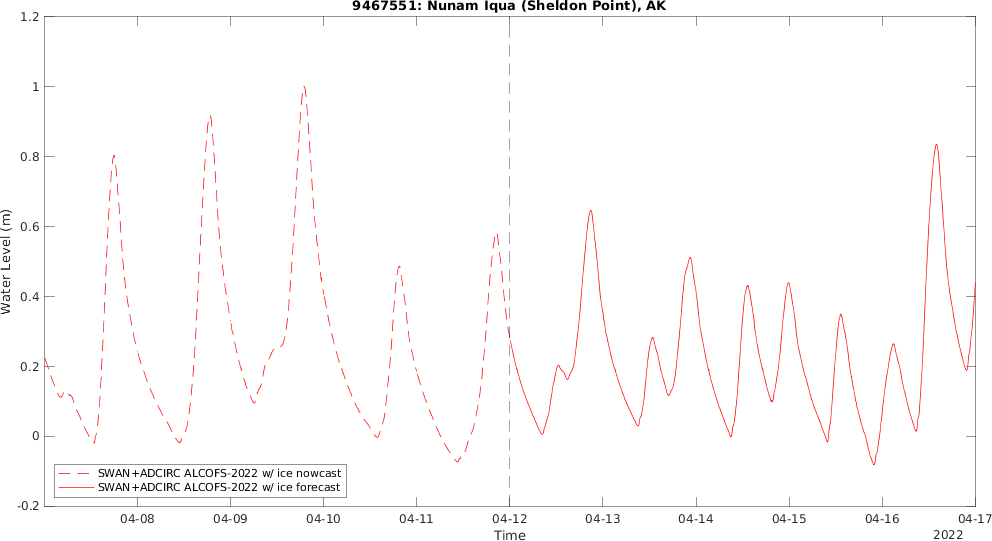 9467551: Nunam Iqua (Sheldon Point), AK
1.2
1
0.8
0.6
0.4
0.2
0
-0.2
Water Level (m)
SWAN+ADCIRC ALCOFS-2022 w/ ice nowcast
SWAN+ADCIRC ALCOFS-2022 w/ ice forecast
04-08 04-09 04-10 04-11 04-12 04-13 04-14 04-15 04-16 04-17
Time
2022